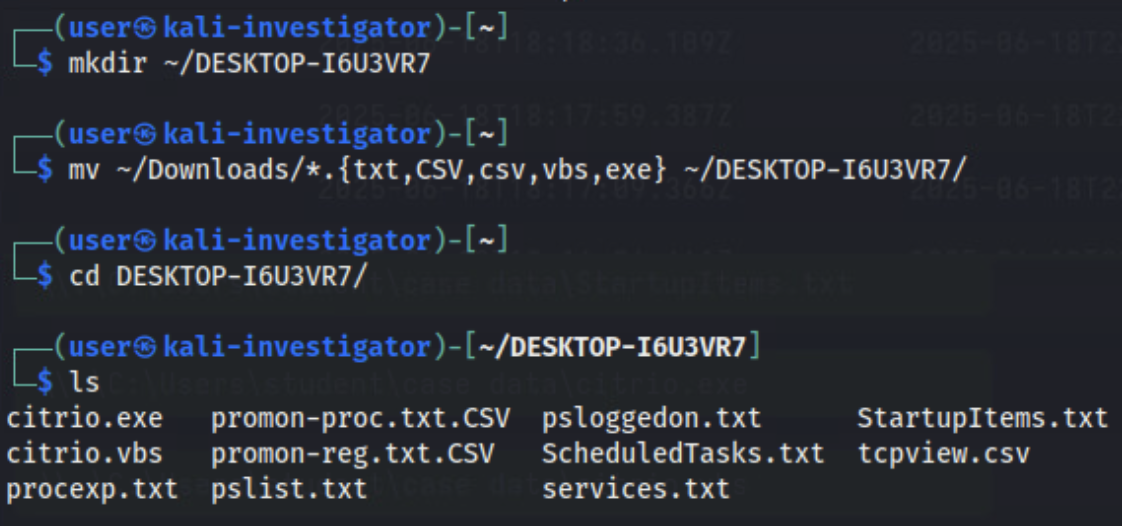 (user㉿kali-investigator)-[~]
$ mkdir ~/DESKTOP-I6U3VR7
(user㉿kali-investigator)-[~]
$ mv ~/Downloads/*.{txt,CSV,csv,vbs,exe} ~/DESKTOP-I6U3VR7/
(user㉿kali-investigator)-[~]
$ cd DESKTOP-I6U3VR7/
(user㉿kali-investigator)-[~/DESKTOP-I6U3VR7]
$ ls
citrio.exe promon-proc.txt.CSV psloggedon.txt StartupItems.txt
citrio.vbs promon-reg.txt.CSV ScheduledTasks.txt tcpview.csv
procexp.txt pslist.txt services.txt